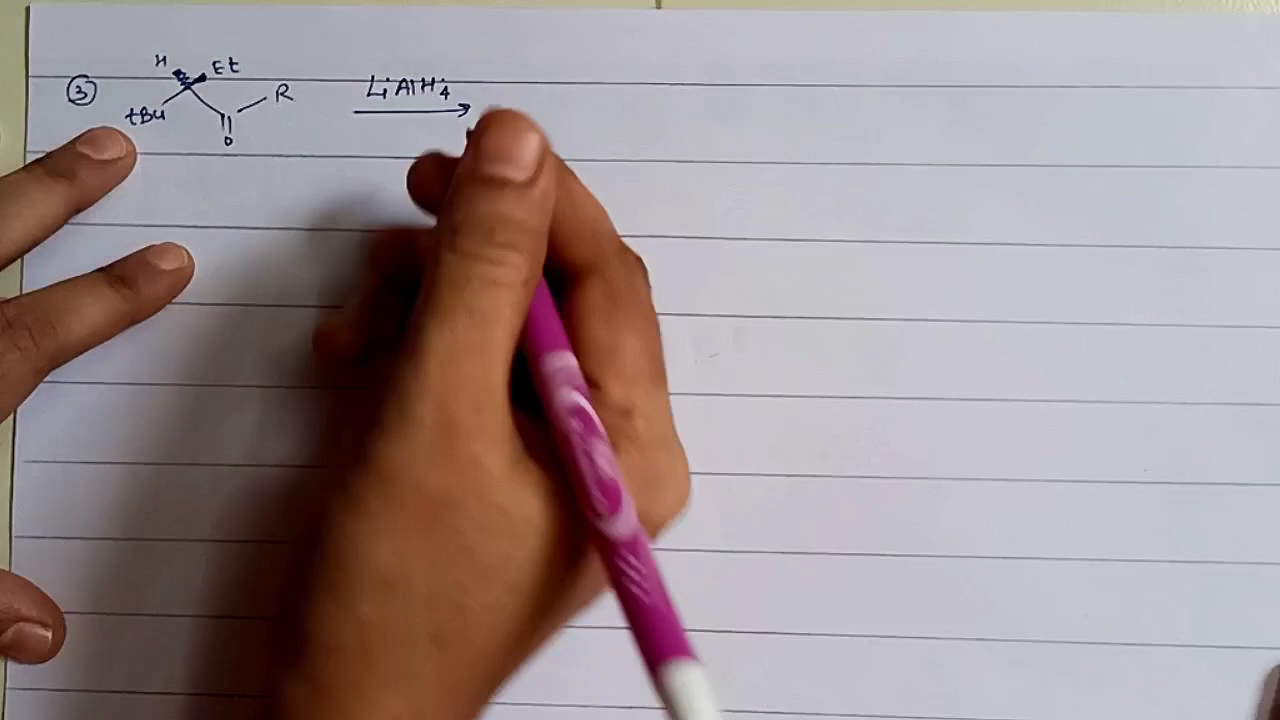 ③ H Et LiAlH₄
tBu R
O